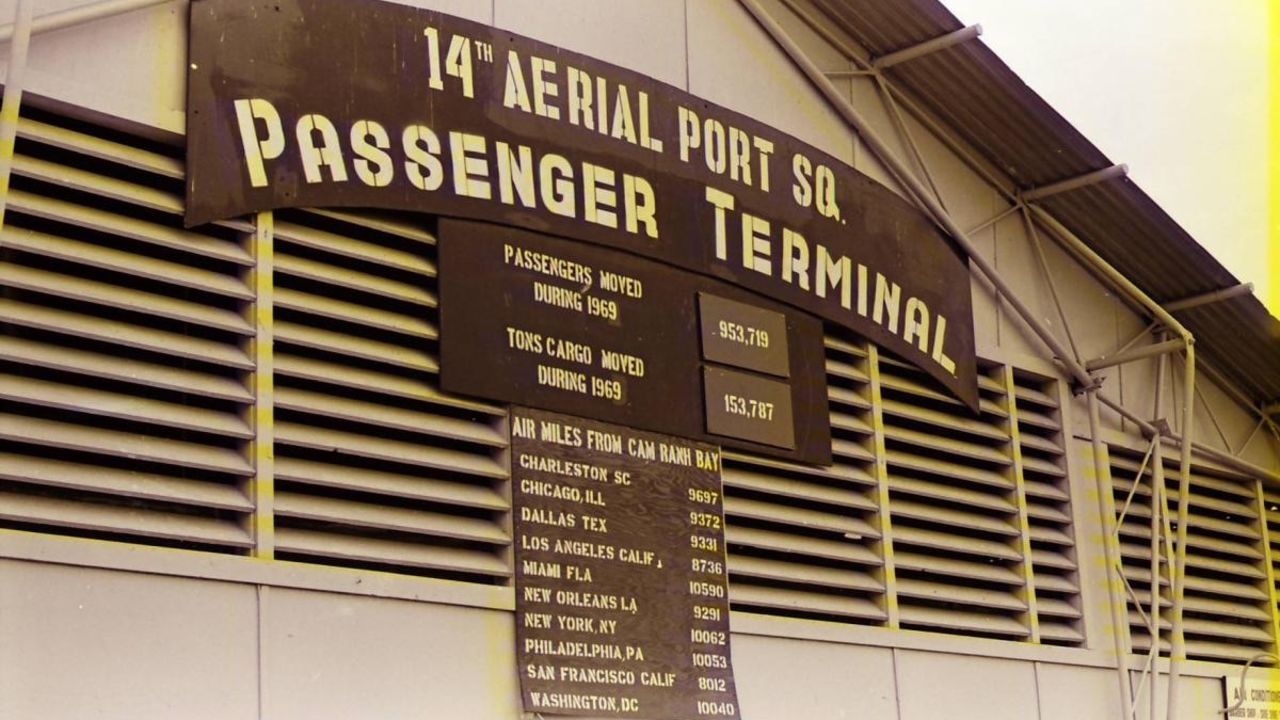 14TH AERIAL PORT SQ.
PASSENGER TERMINAL
PASSENGERS MOVED
DURING 1969
953,719
TONS CARGO MOVED
DURING 1969
153,787
AIR MILES FROM CAM RANH BAY
CHARLESTON SC 9697
CHICAGO, ILL 9372
DALLAS TEX 9331
LOS ANGELES CALIF. 8736
MIAMI FLA 10590
NEW ORLEANS LA 9291
NEW YORK, NY 10062
PHILADELPHIA, PA 10053
SAN FRANCISCO CALIF 8012
WASHINGTON, DC 10040